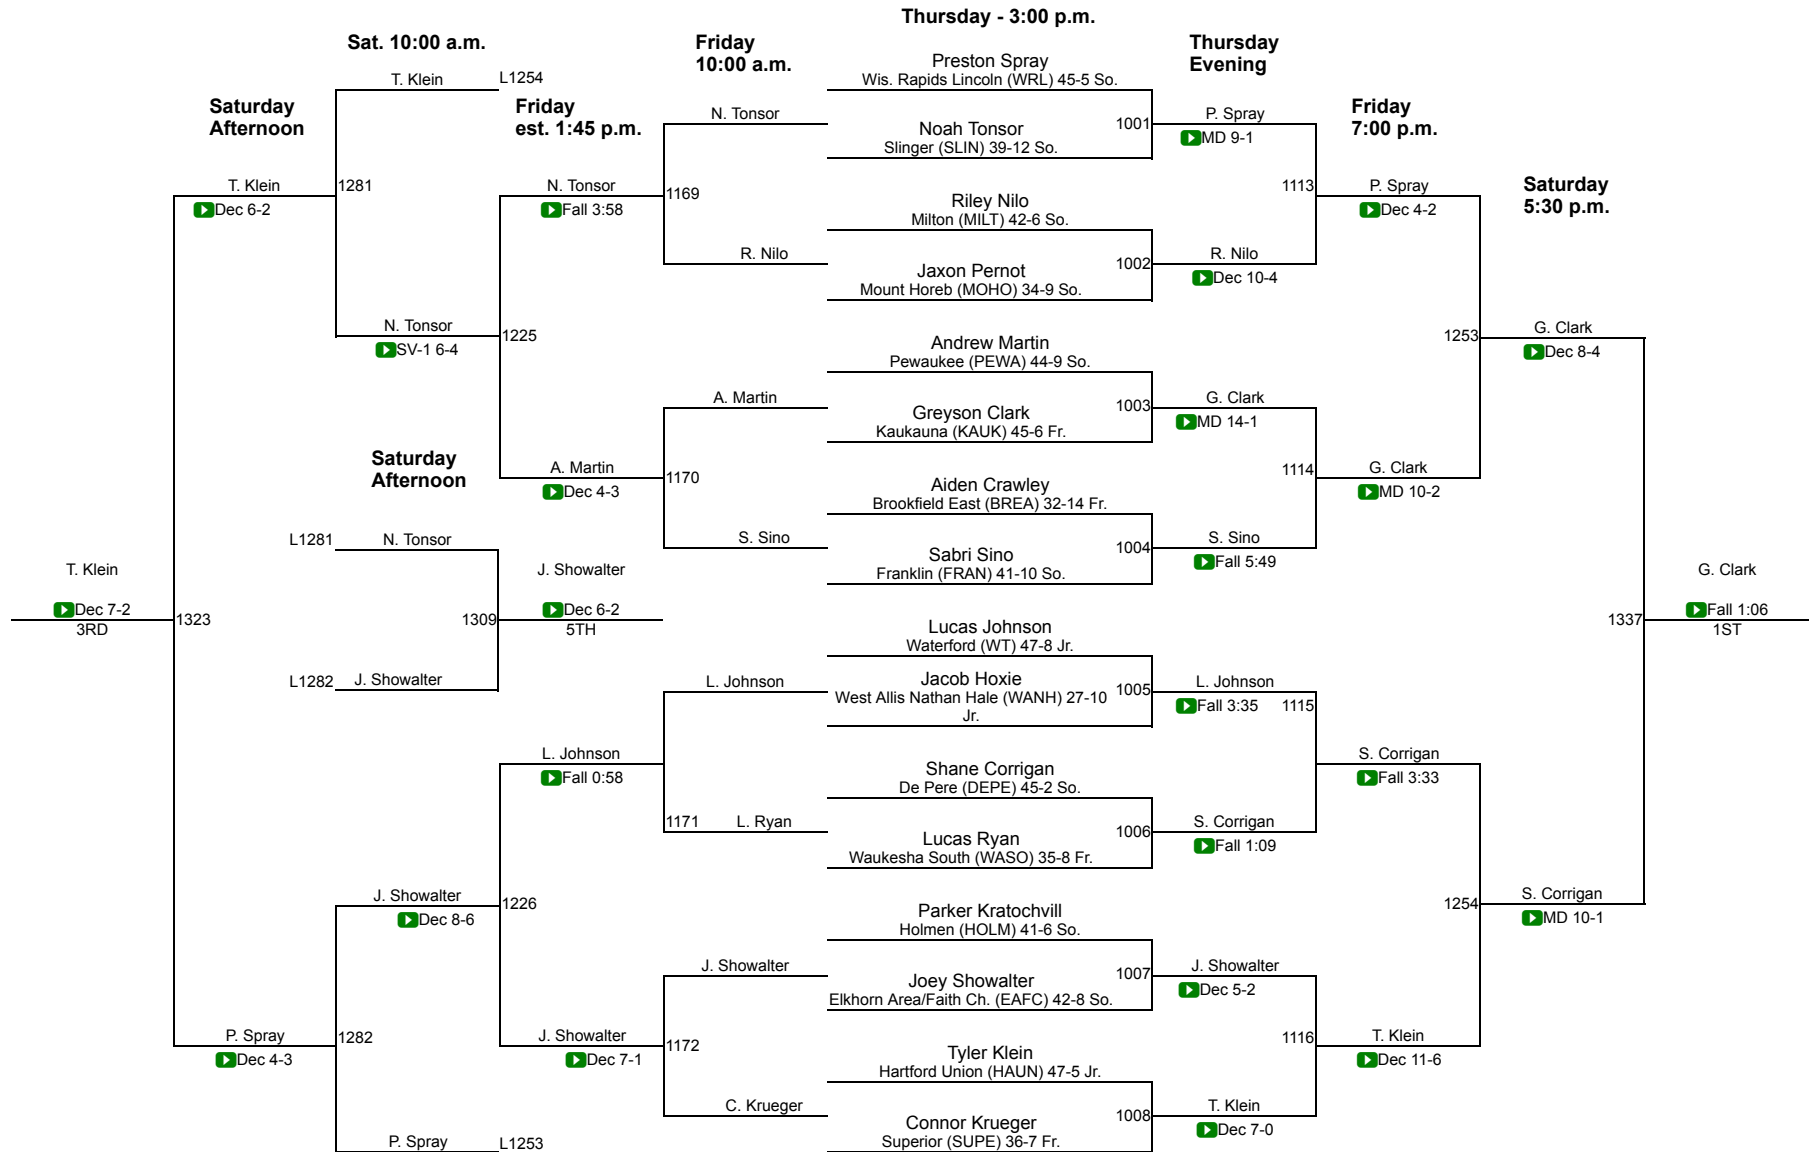 Thursday - 3:00 p.m.
Sat. 10:00 a.m.
Friday
10:00 a.m.
Thursday
Evening
Saturday
Afternoon
Friday
est. 1:45 p.m.
Friday
7:00 p.m.
Saturday
5:30 p.m.
Saturday
Afternoon
Preston Spray
Wis. Rapids Lincoln (WRL) 45-5 So.
1001
Noah Tonsor
Slinger (SLIN) 39-12 So.
Riley Nilo
Milton (MILT) 42-6 So.
1002
Jaxon Pernot
Mount Horeb (MOHO) 34-9 So.
Andrew Martin
Pewaukee (PEWA) 44-9 So.
1003
Greyson Clark
Kaukauna (KAUK) 45-6 Fr.
Aiden Crawley
Brookfield East (BREA) 32-14 Fr.
1004
Sabri Sino
Franklin (FRAN) 41-10 So.
Lucas Johnson
Waterford (WT) 47-8 Jr.
1005
Jacob Hoxie
West Allis Nathan Hale (WANH) 27-10
Jr.
Shane Corrigan
De Pere (DEPE) 45-2 So.
1006
Lucas Ryan
Waukesha South (WASO) 35-8 Fr.
Parker Kratochvill
Holmen (HOLM) 41-6 So.
1007
Joey Showalter
Elkhorn Area/Faith Ch. (EAFC) 42-8 So.
Tyler Klein
Hartford Union (HAUN) 47-5 Jr.
1008
Connor Krueger
Superior (SUPE) 36-7 Fr.
P. Spray
MD 9-1
1113
R. Nilo
Dec 10-4
G. Clark
MD 14-1
1114
S. Sino
Fall 5:49
L. Johnson
Fall 3:35
1115
S. Corrigan
Fall 1:09
J. Showalter
Dec 5-2
1116
T. Klein
Dec 7-0
P. Spray
Dec 4-2
1253
G. Clark
MD 10-2
S. Corrigan
Fall 3:33
1254
T. Klein
Dec 11-6
G. Clark
Dec 8-4
1337
S. Corrigan
MD 10-1
G. Clark
Fall 1:06
1ST
N. Tonsor
1169
R. Nilo
A. Martin
1170
S. Sino
L. Johnson
1171
L. Ryan
J. Showalter
1172
C. Krueger
N. Tonsor
Fall 3:58
1225
A. Martin
Dec 4-3
L. Johnson
Fall 0:58
1226
J. Showalter
Dec 7-1
T. Klein
L1254
1281
N. Tonsor
SV-1 6-4
J. Showalter
Dec 8-6
1282
P. Spray
L1253
T. Klein
Dec 6-2
1323
P. Spray
Dec 4-3
T. Klein
Dec 7-2
3RD
L1281
N. Tonsor
1309
L1282
J. Showalter
J. Showalter
Dec 6-2
5TH